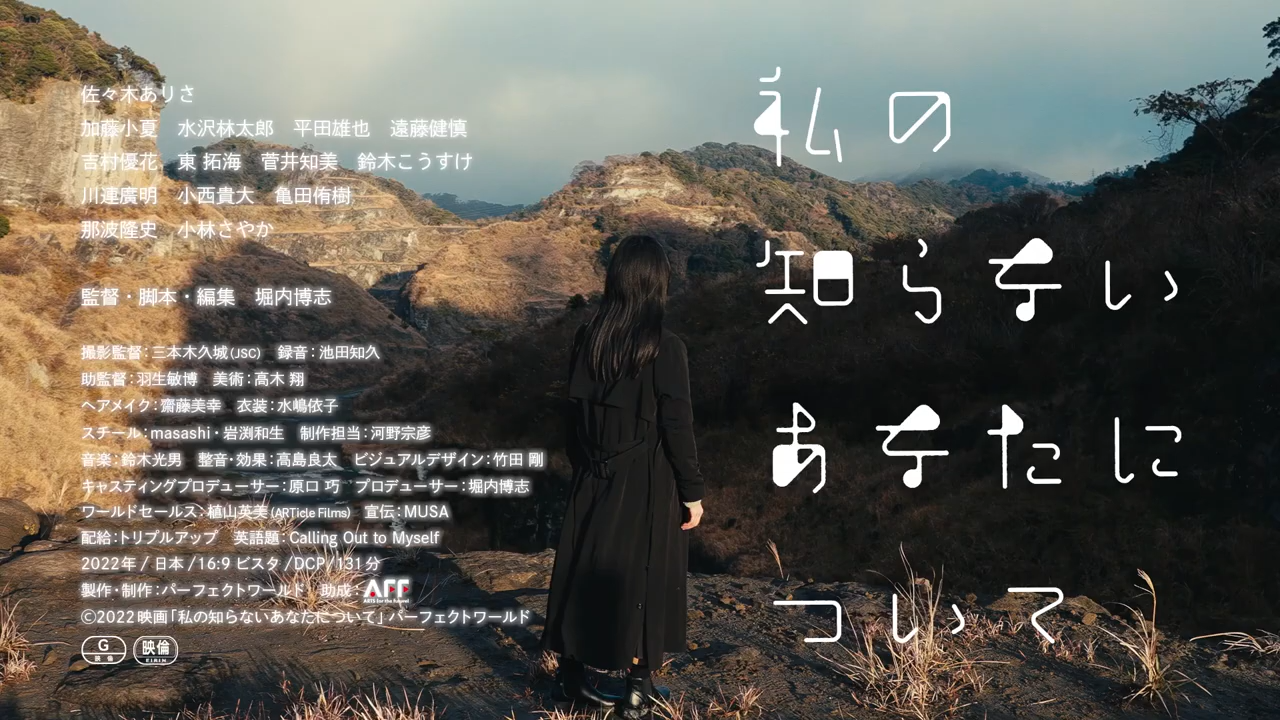 佐々木ありさ
加藤小夏　水沢林太郎　平田雄也　遠藤健慎
吉村優花　東 拓海　菅井知美　鈴木こうすけ
川連廣明　小西貴大　亀田侑樹
那波隆史　小林さやか
監督・脚本・編集　堀内博志
撮影監督：三本木久城(JSC)　録音：池田知久
助監督：羽生敏博　美術：高木 翔
ヘアメイク：齋藤美幸　衣装：水嶋依子
スチール：masashi・岩渕和生　制作担当：河野宗彦
音楽：鈴木光男　整音・効果：高島良太　ビジュアルデザイン：竹田 剛
キャスティングプロデューサー：原口 巧　プロデューサー：堀内博志
ワールドセールス：植山英美(ARTicle Films)　宣伝：MUSA
配給：トリプルアップ　英語題：Calling Out to Myself
2022年 / 日本 /16:9 ビスタ /DCP/131分
製作・制作：パーフェクトワールド　助成：AFF
ARTS for the future!
©2022映画「私の知らないあなたについて」パーフェクトワールド
G 映倫
映倫 EIRIN
私の
知らない
あなたに
ついて